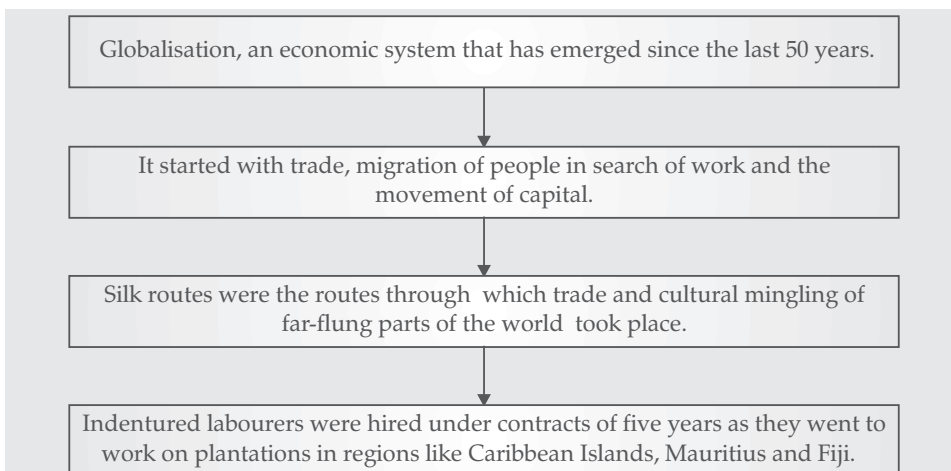 Globalisation, an economic system that has emerged since the last 50 years.
It started with trade, migration of people in search of work and the
movement of capital.
Silk routes were the routes through which trade and cultural mingling of
far-flung parts of the world took place.
Indentured labourers were hired under contracts of five years as they went to
work on plantations in regions like Caribbean Islands, Mauritius and Fiji.